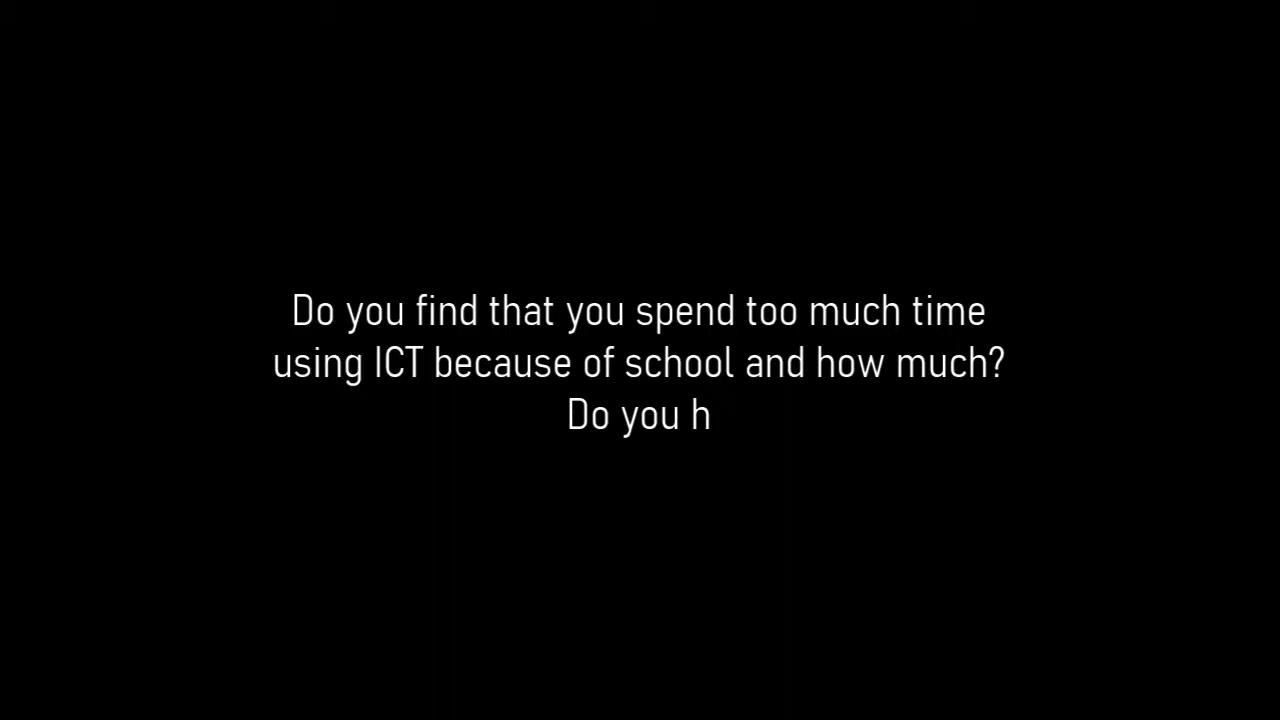 Do you find that you spend too much time
using ICT because of school and how much?
Do you h